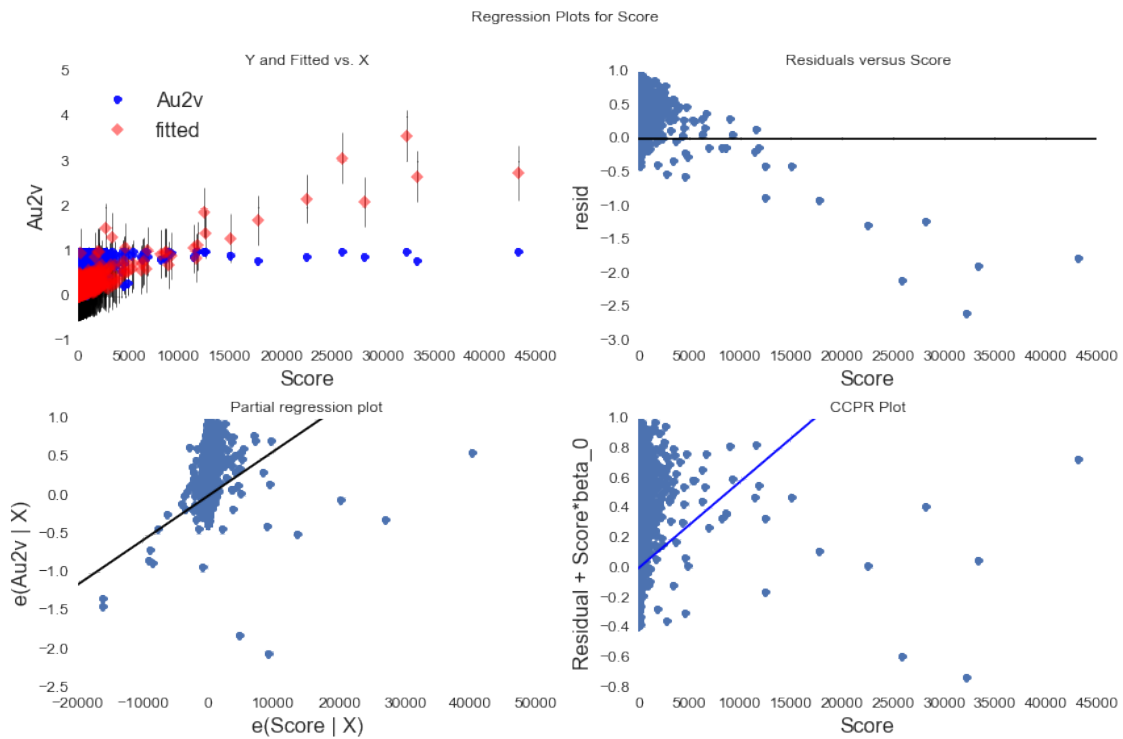 Regression Plots for Score
Y and Fitted vs. X
5
4
3
2
1
0
−1
Au2v
Au2v
fitted
0 5000 10000 15000 20000 25000 30000 35000 40000 45000
Score
Residuals versus Score
1.0
0.5
0.0
−0.5
−1.0
−1.5
−2.0
−2.5
−3.0
resid
0 5000 10000 15000 20000 25000 30000 35000 40000 45000
Score
Partial regression plot
1.0
0.5
0.0
−0.5
−1.0
−1.5
−2.0
−2.5
e(Au2v | X)
−20000 −10000 0 10000 20000 30000 40000 50000
e(Score | X)
CCPR Plot
1.0
0.8
0.6
0.4
0.2
0.0
−0.2
−0.4
−0.6
−0.8
Residual + Score*beta_0
0 5000 10000 15000 20000 25000 30000 35000 40000 45000
Score